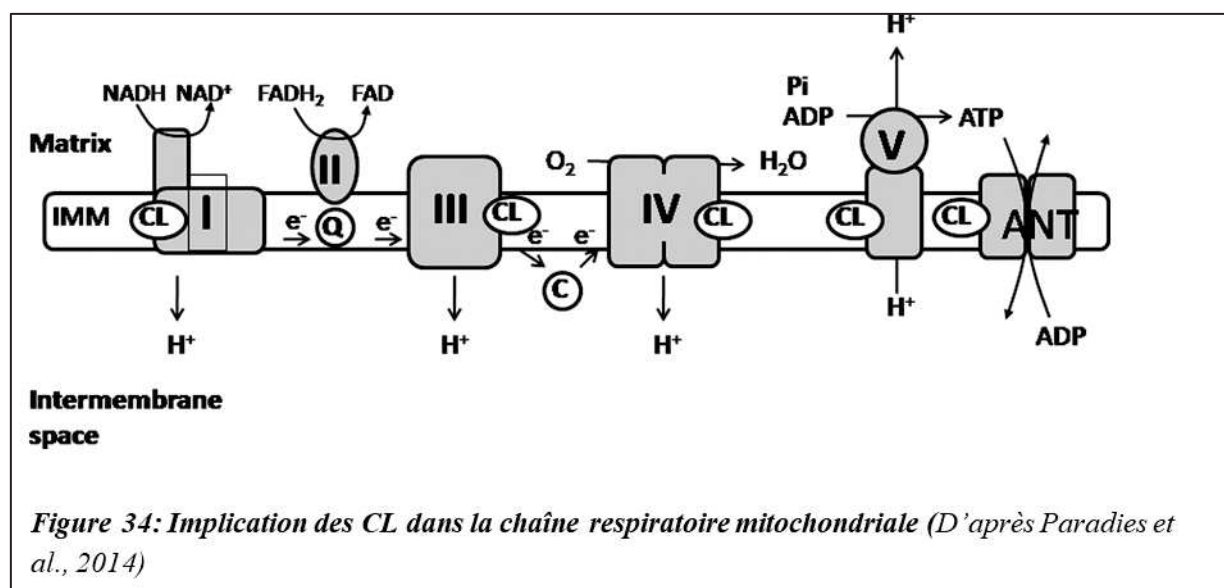 H⁺
NADH NAD⁺ FADH₂ FAD
Pi
ADP ATP
Matrix
II
V
O₂ H₂O
IMM CL I e⁻ Q e⁻ III CL e⁻ e⁻ IV CL CL CL ANT
C
H⁺ H⁺ H⁺ H⁺ ADP
Intermembrane
space
Figure 34: Implication des CL dans la chaîne respiratoire mitochondriale (D'après Paradies et
al., 2014)